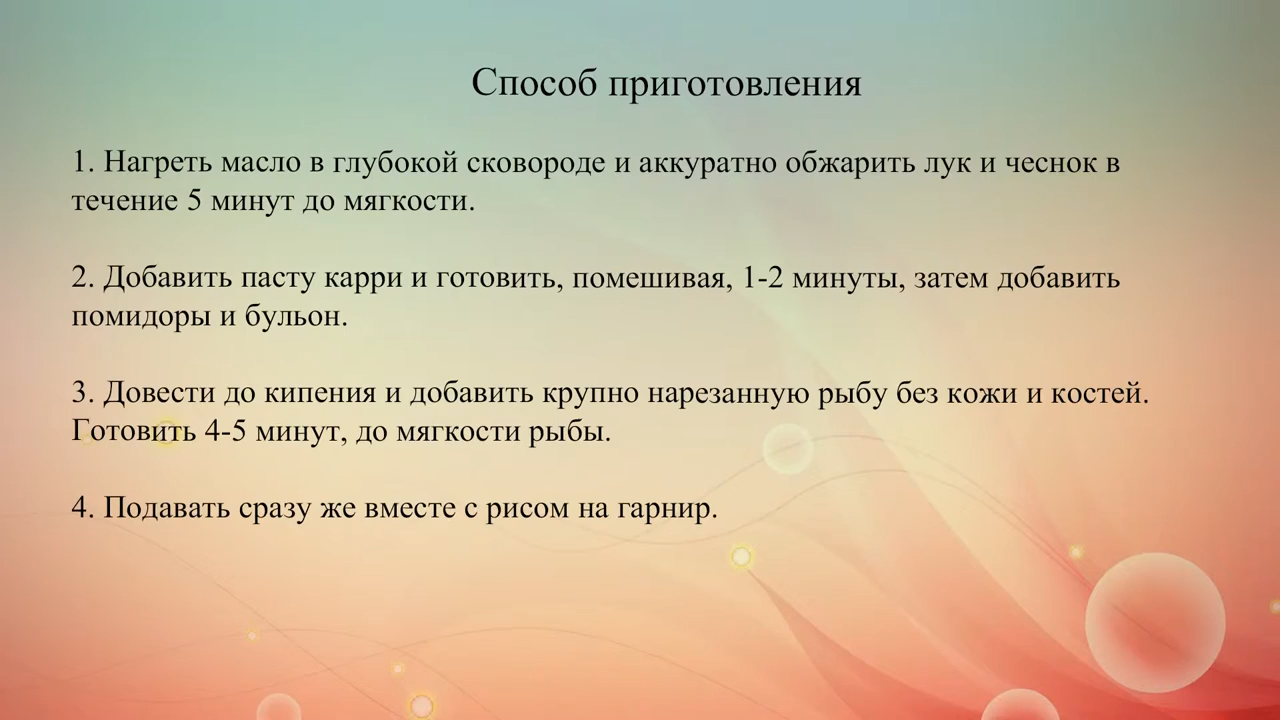 Способ приготовления
1. Нагреть масло в глубокой сковороде и аккуратно обжарить лук и чеснок в
течение 5 минут до мягкости.
2. Добавить пасту карри и готовить, помешивая, 1-2 минуты, затем добавить
помидоры и бульон.
3. Довести до кипения и добавить крупно нарезанную рыбу без кожи и костей.
Готовить 4-5 минут, до мягкости рыбы.
4. Подавать сразу же вместе с рисом на гарнир.